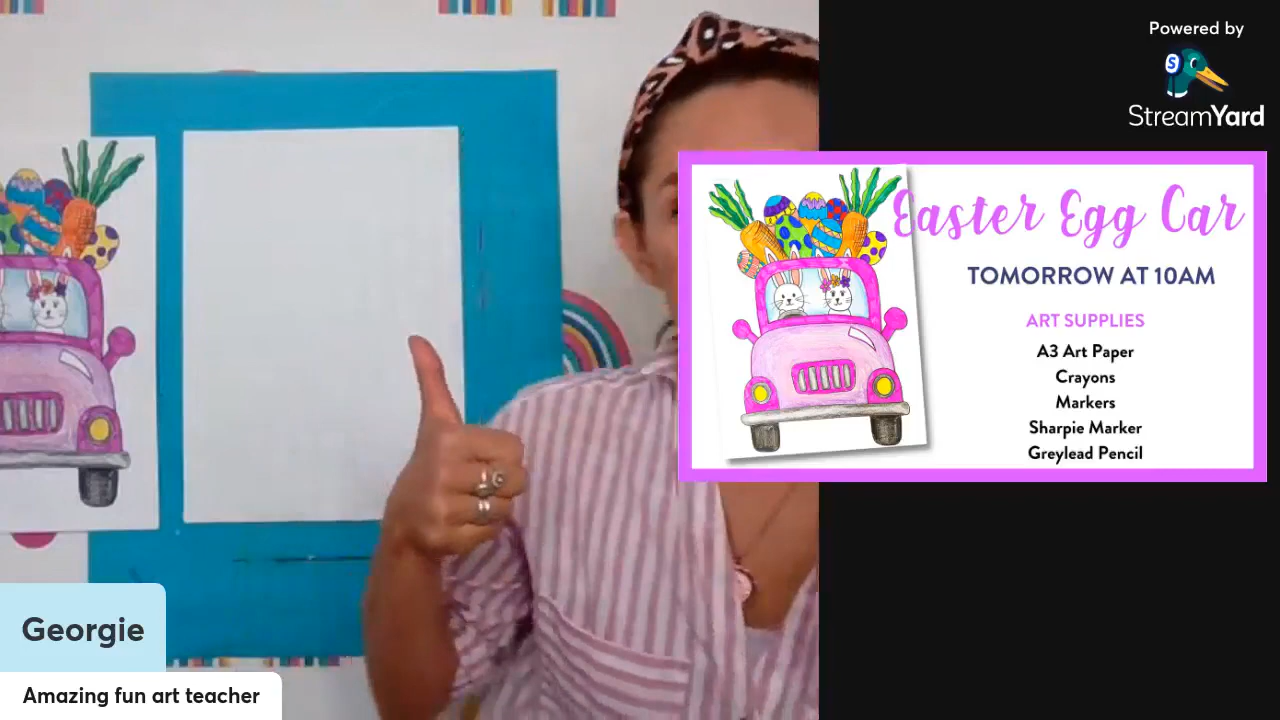 Powered by
S
StreamYard
Easter Egg Car
TOMORROW AT 10AM
ART SUPPLIES
A3 Art Paper
Crayons
Markers
Sharpie Marker
Greylead Pencil
Georgie
Amazing fun art teacher